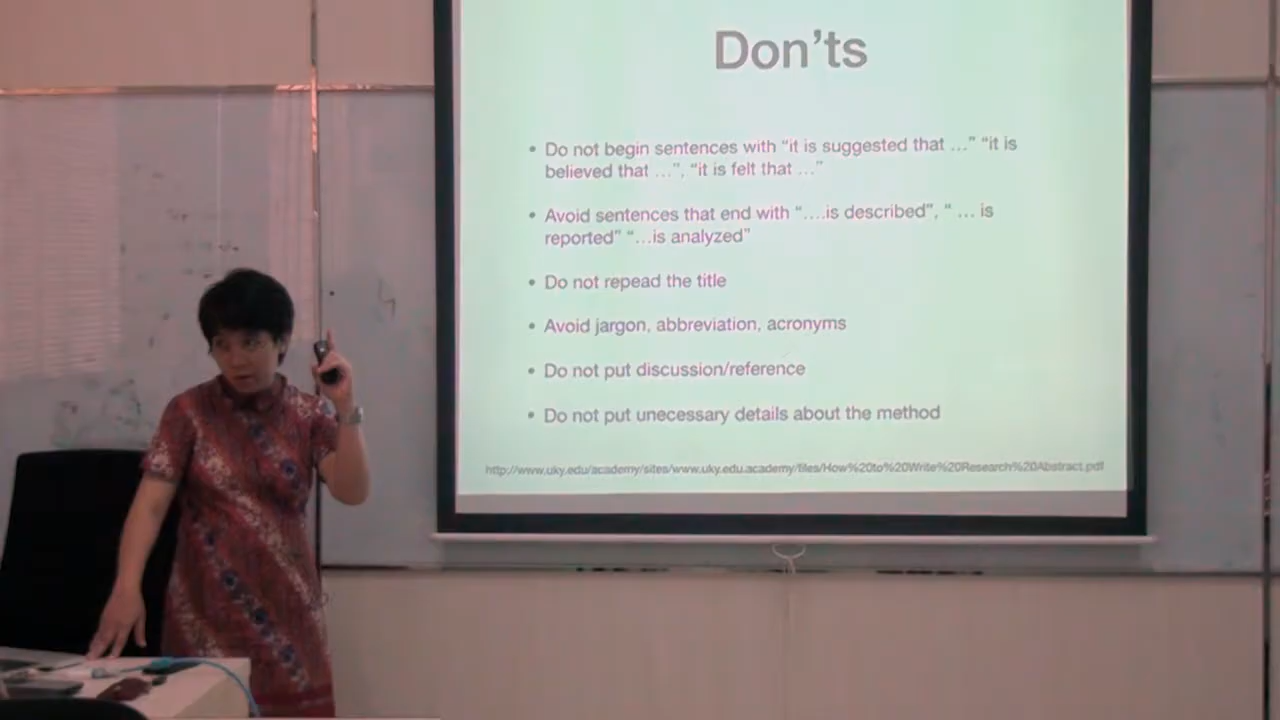 Don'ts
• Do not begin sentences with “it is suggested that ...” “it is
believed that ...”, “it is felt that ...”
• Avoid sentences that end with “....is described”, “ ... is
reported” “...is analyzed”
• Do not repead the title
• Avoid jargon, abbreviation, acronyms
• Do not put discussion/reference
• Do not put unecessary details about the method
http://www.uky.edu/academy/sites/www.uky.edu.academy/files/How%20to%20Write%20Research%20Abstract.pdf